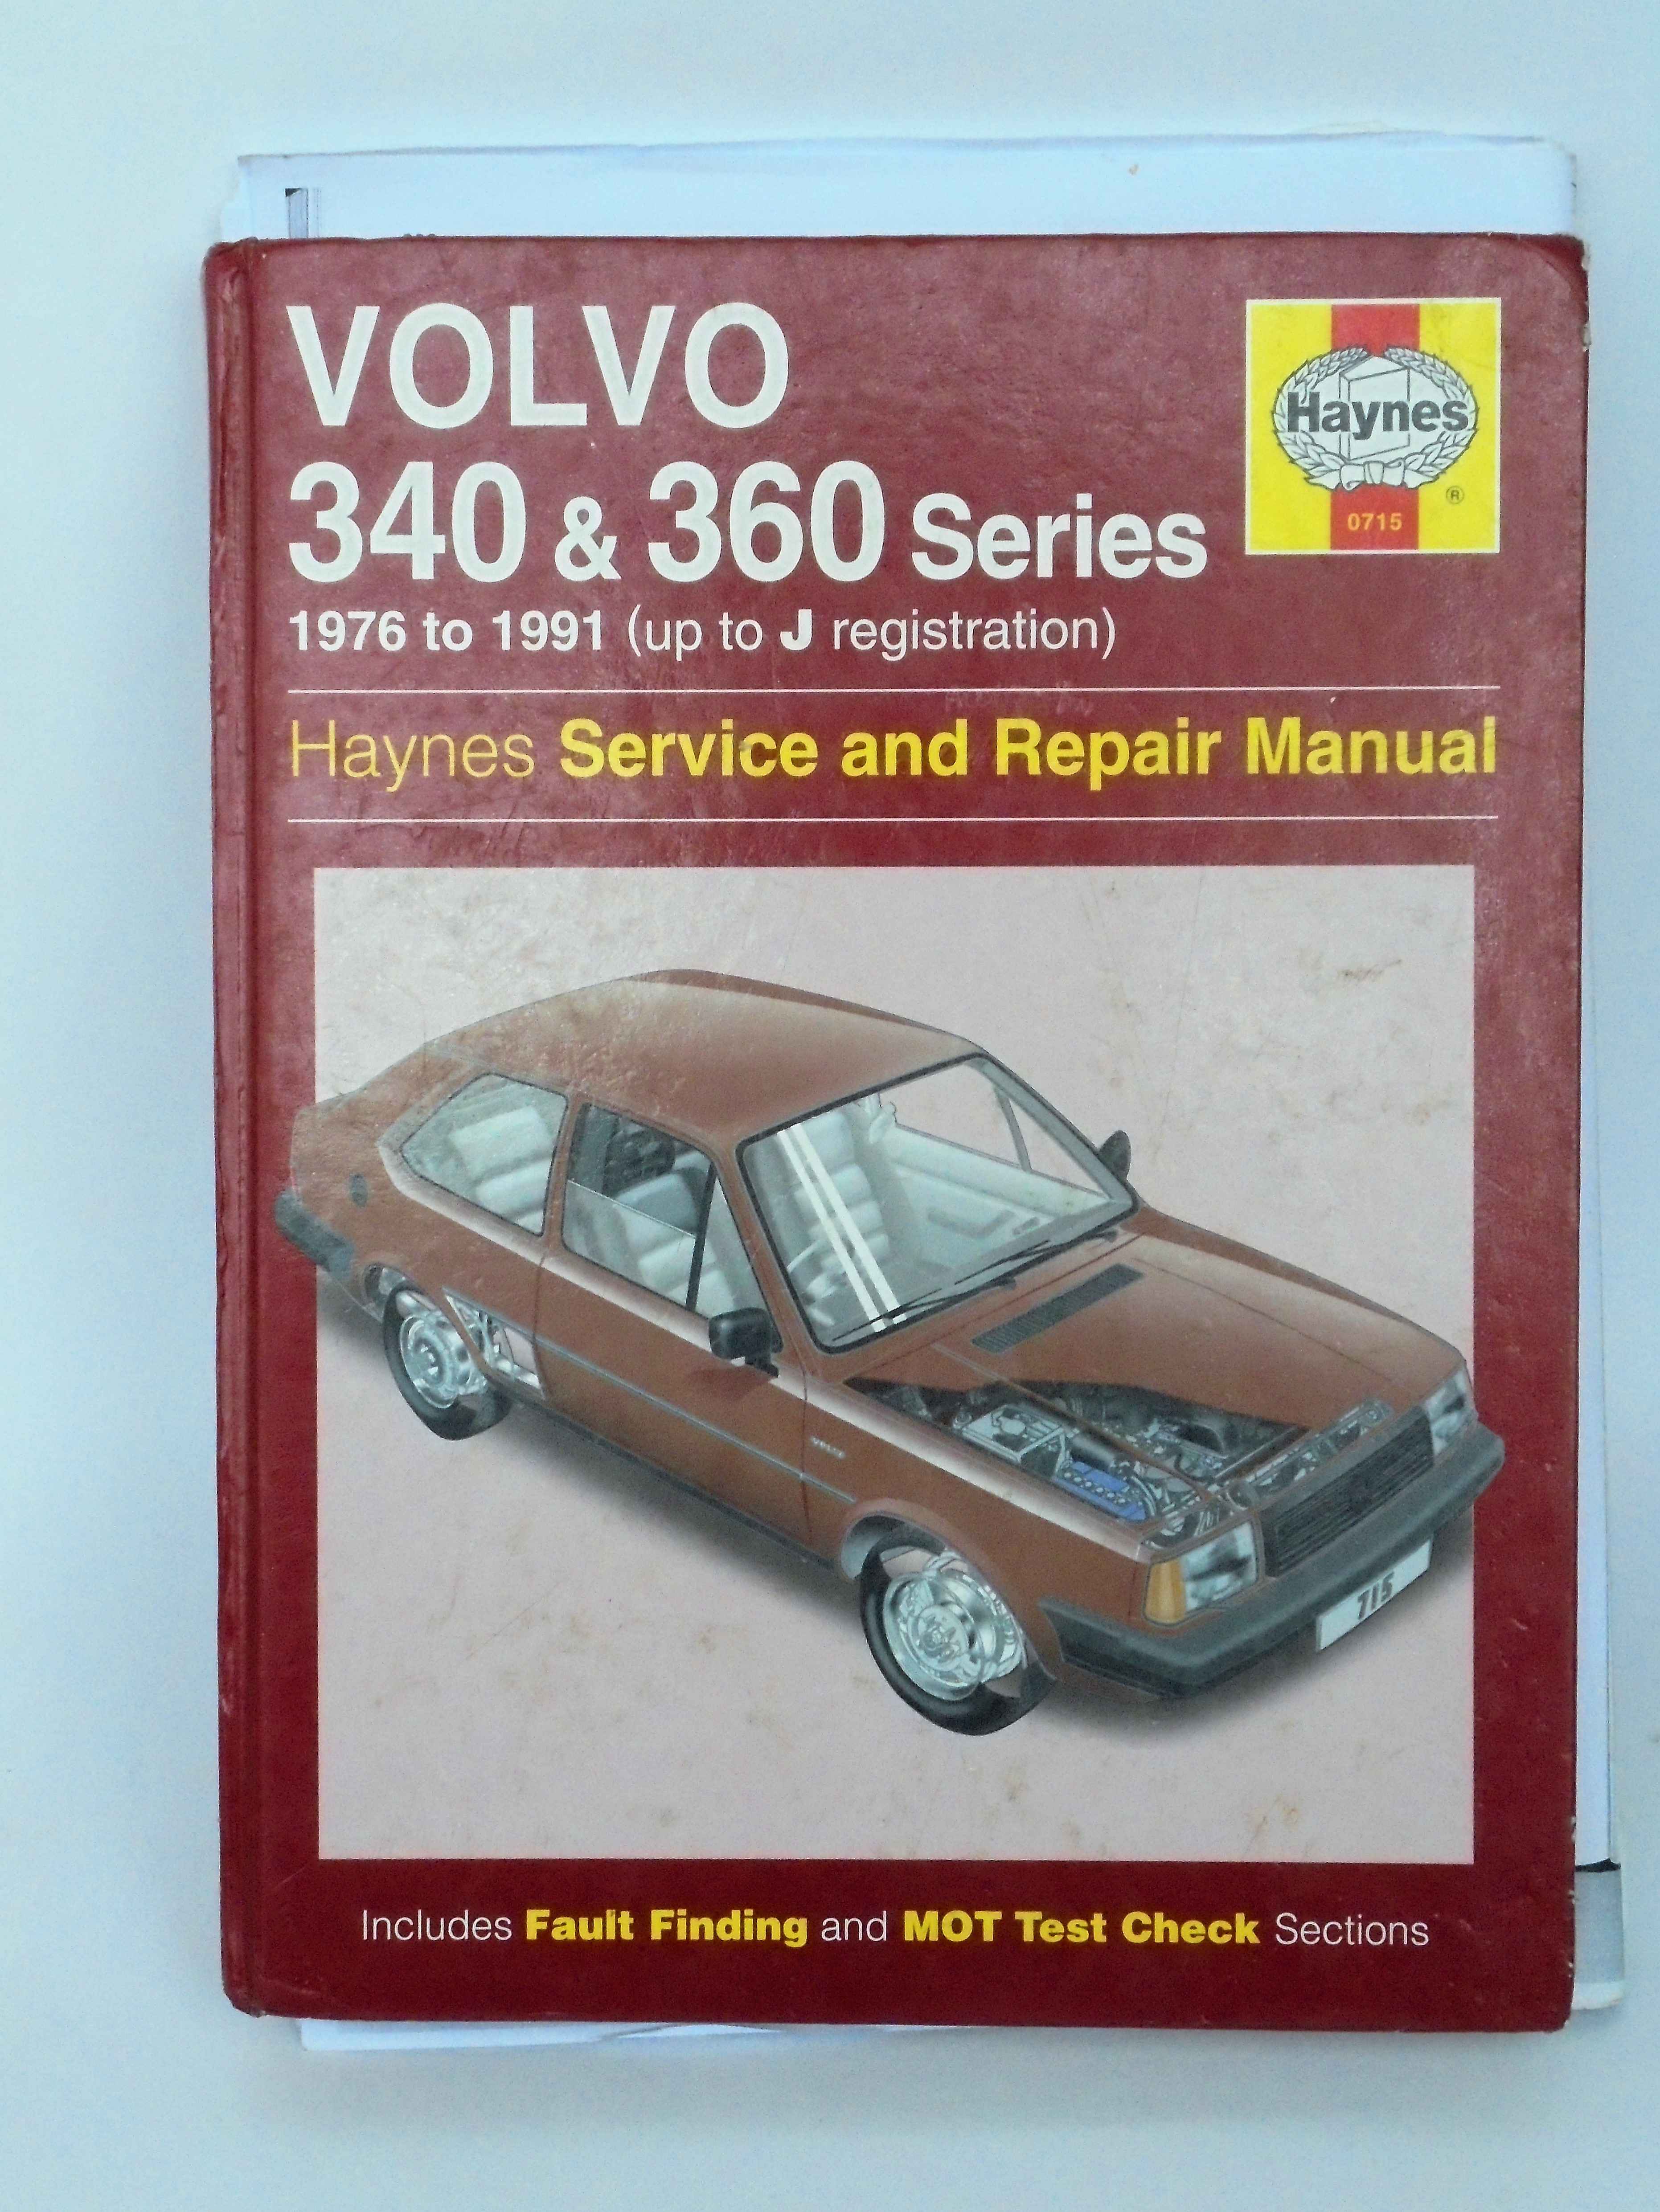 VOLVO
340 & 360 Series
1976 to 1991 (up to J registration)
Haynes
®
0715
Haynes Service and Repair Manual
715
Includes Fault Finding and MOT Test Check Sections